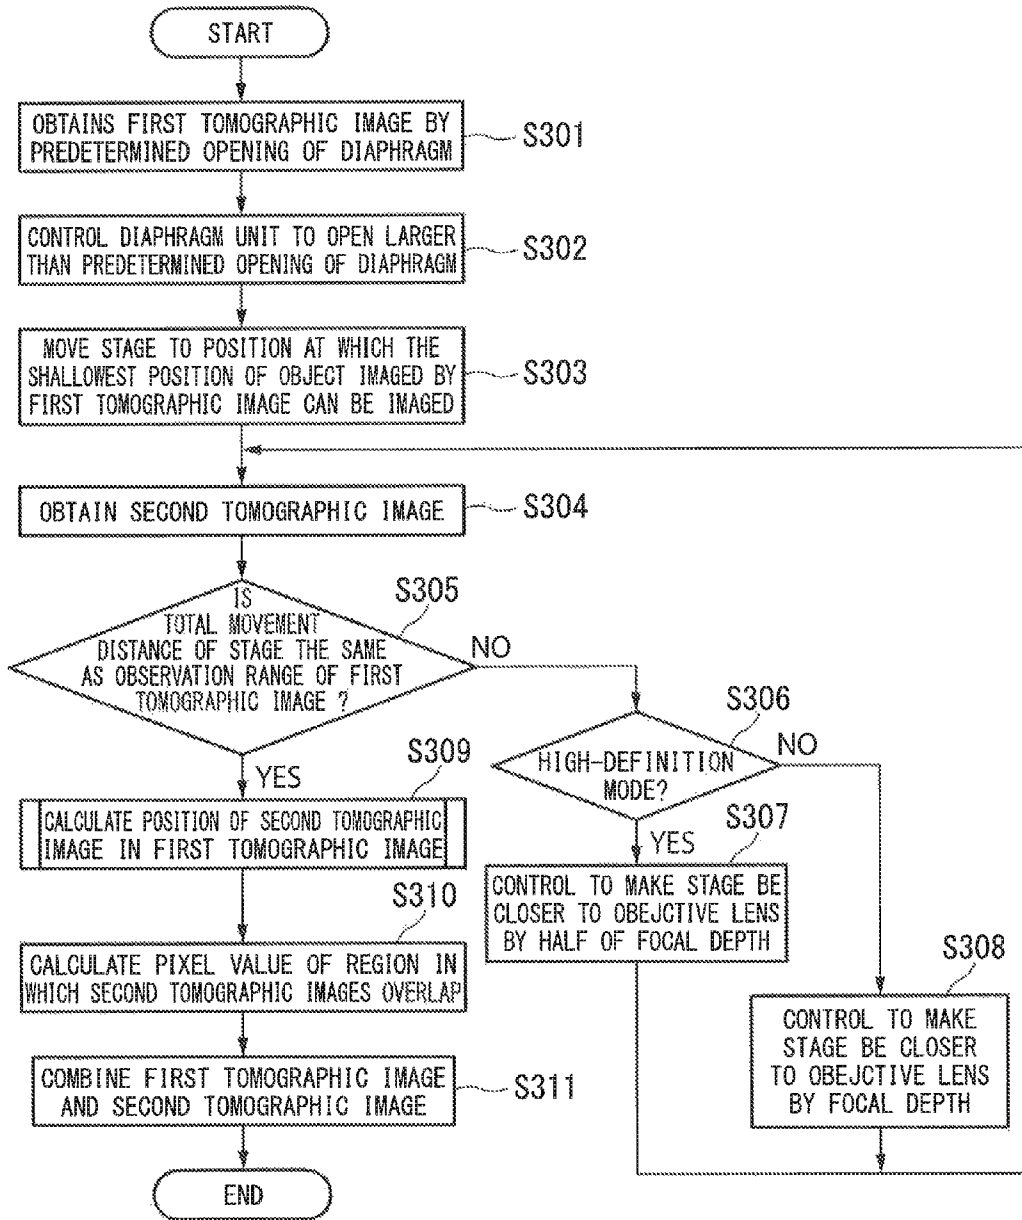 START
OBTAINS FIRST TOMOGRAPHIC IMAGE BY
PREDETERMINED OPENING OF DIAPHRAGM
S301
CONTROL DIAPHRAGM UNIT TO OPEN LARGER
THAN PREDETERMINED OPENING OF DIAPHRAGM
S302
MOVE STAGE TO POSITION AT WHICH THE
SHALLOWEST POSITION OF OBJECT IMAGED BY
FIRST TOMOGRAPHIC IMAGE CAN BE IMAGED
S303
OBTAIN SECOND TOMOGRAPHIC IMAGE
S304
S305
IS
TOTAL MOVEMENT
DISTANCE OF STAGE THE SAME
AS OBSERVATION RANGE OF FIRST
TOMOGRAPHIC IMAGE ?
NO
YES
S306
HIGH-DEFINITION
MODE?
NO
YES
S307
CONTROL TO MAKE STAGE BE
CLOSER TO OBEJCTIVE LENS
BY HALF OF FOCAL DEPTH
S308
CONTROL TO MAKE
STAGE BE CLOSER
TO OBEJCTIVE LENS
BY FOCAL DEPTH
S309
CALCULATE POSITION OF SECOND TOMOGRAPHIC
IMAGE IN FIRST TOMOGRAPHIC IMAGE
S310
CALCULATE PIXEL VALUE OF REGION IN
WHICH SECOND TOMOGRAPHIC IMAGES OVERLAP
COMBINE FIRST TOMOGRAPHIC IMAGE
AND SECOND TOMOGRAPHIC IMAGE
S311
END